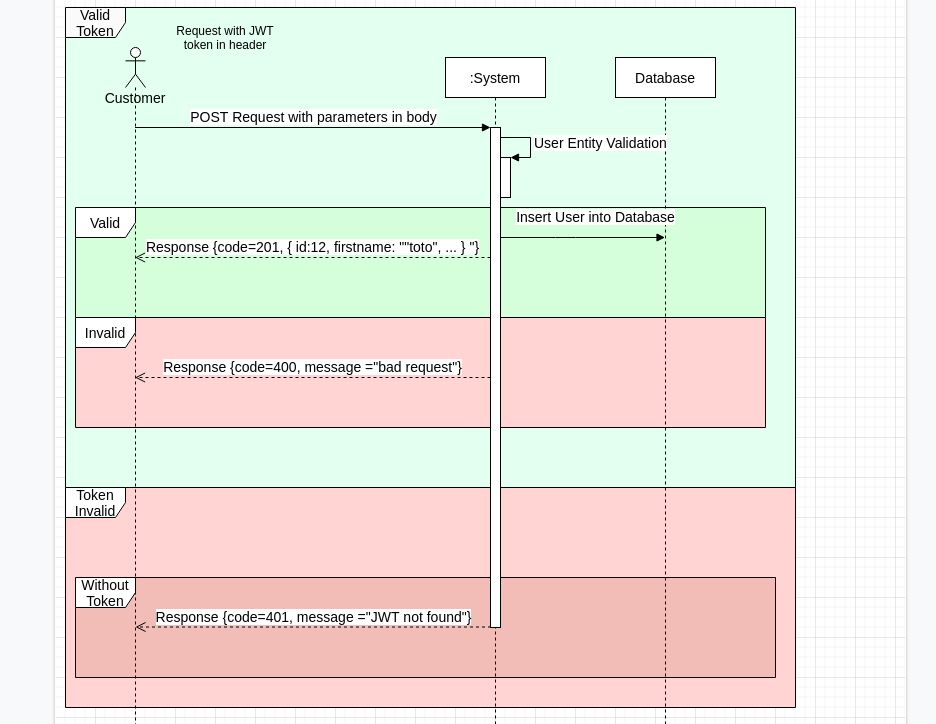 Valid
Token
Request with JWT
token in header
Customer
:System
Database
POST Request with parameters in body
User Entity Validation
Valid
Insert User into Database
Response {code=201, { id:12, firstname: ""toto", ... } "}
Invalid
Response {code=400, message ="bad request"}
Token
Invalid
Without
Token
Response {code=401, message ="JWT not found"}